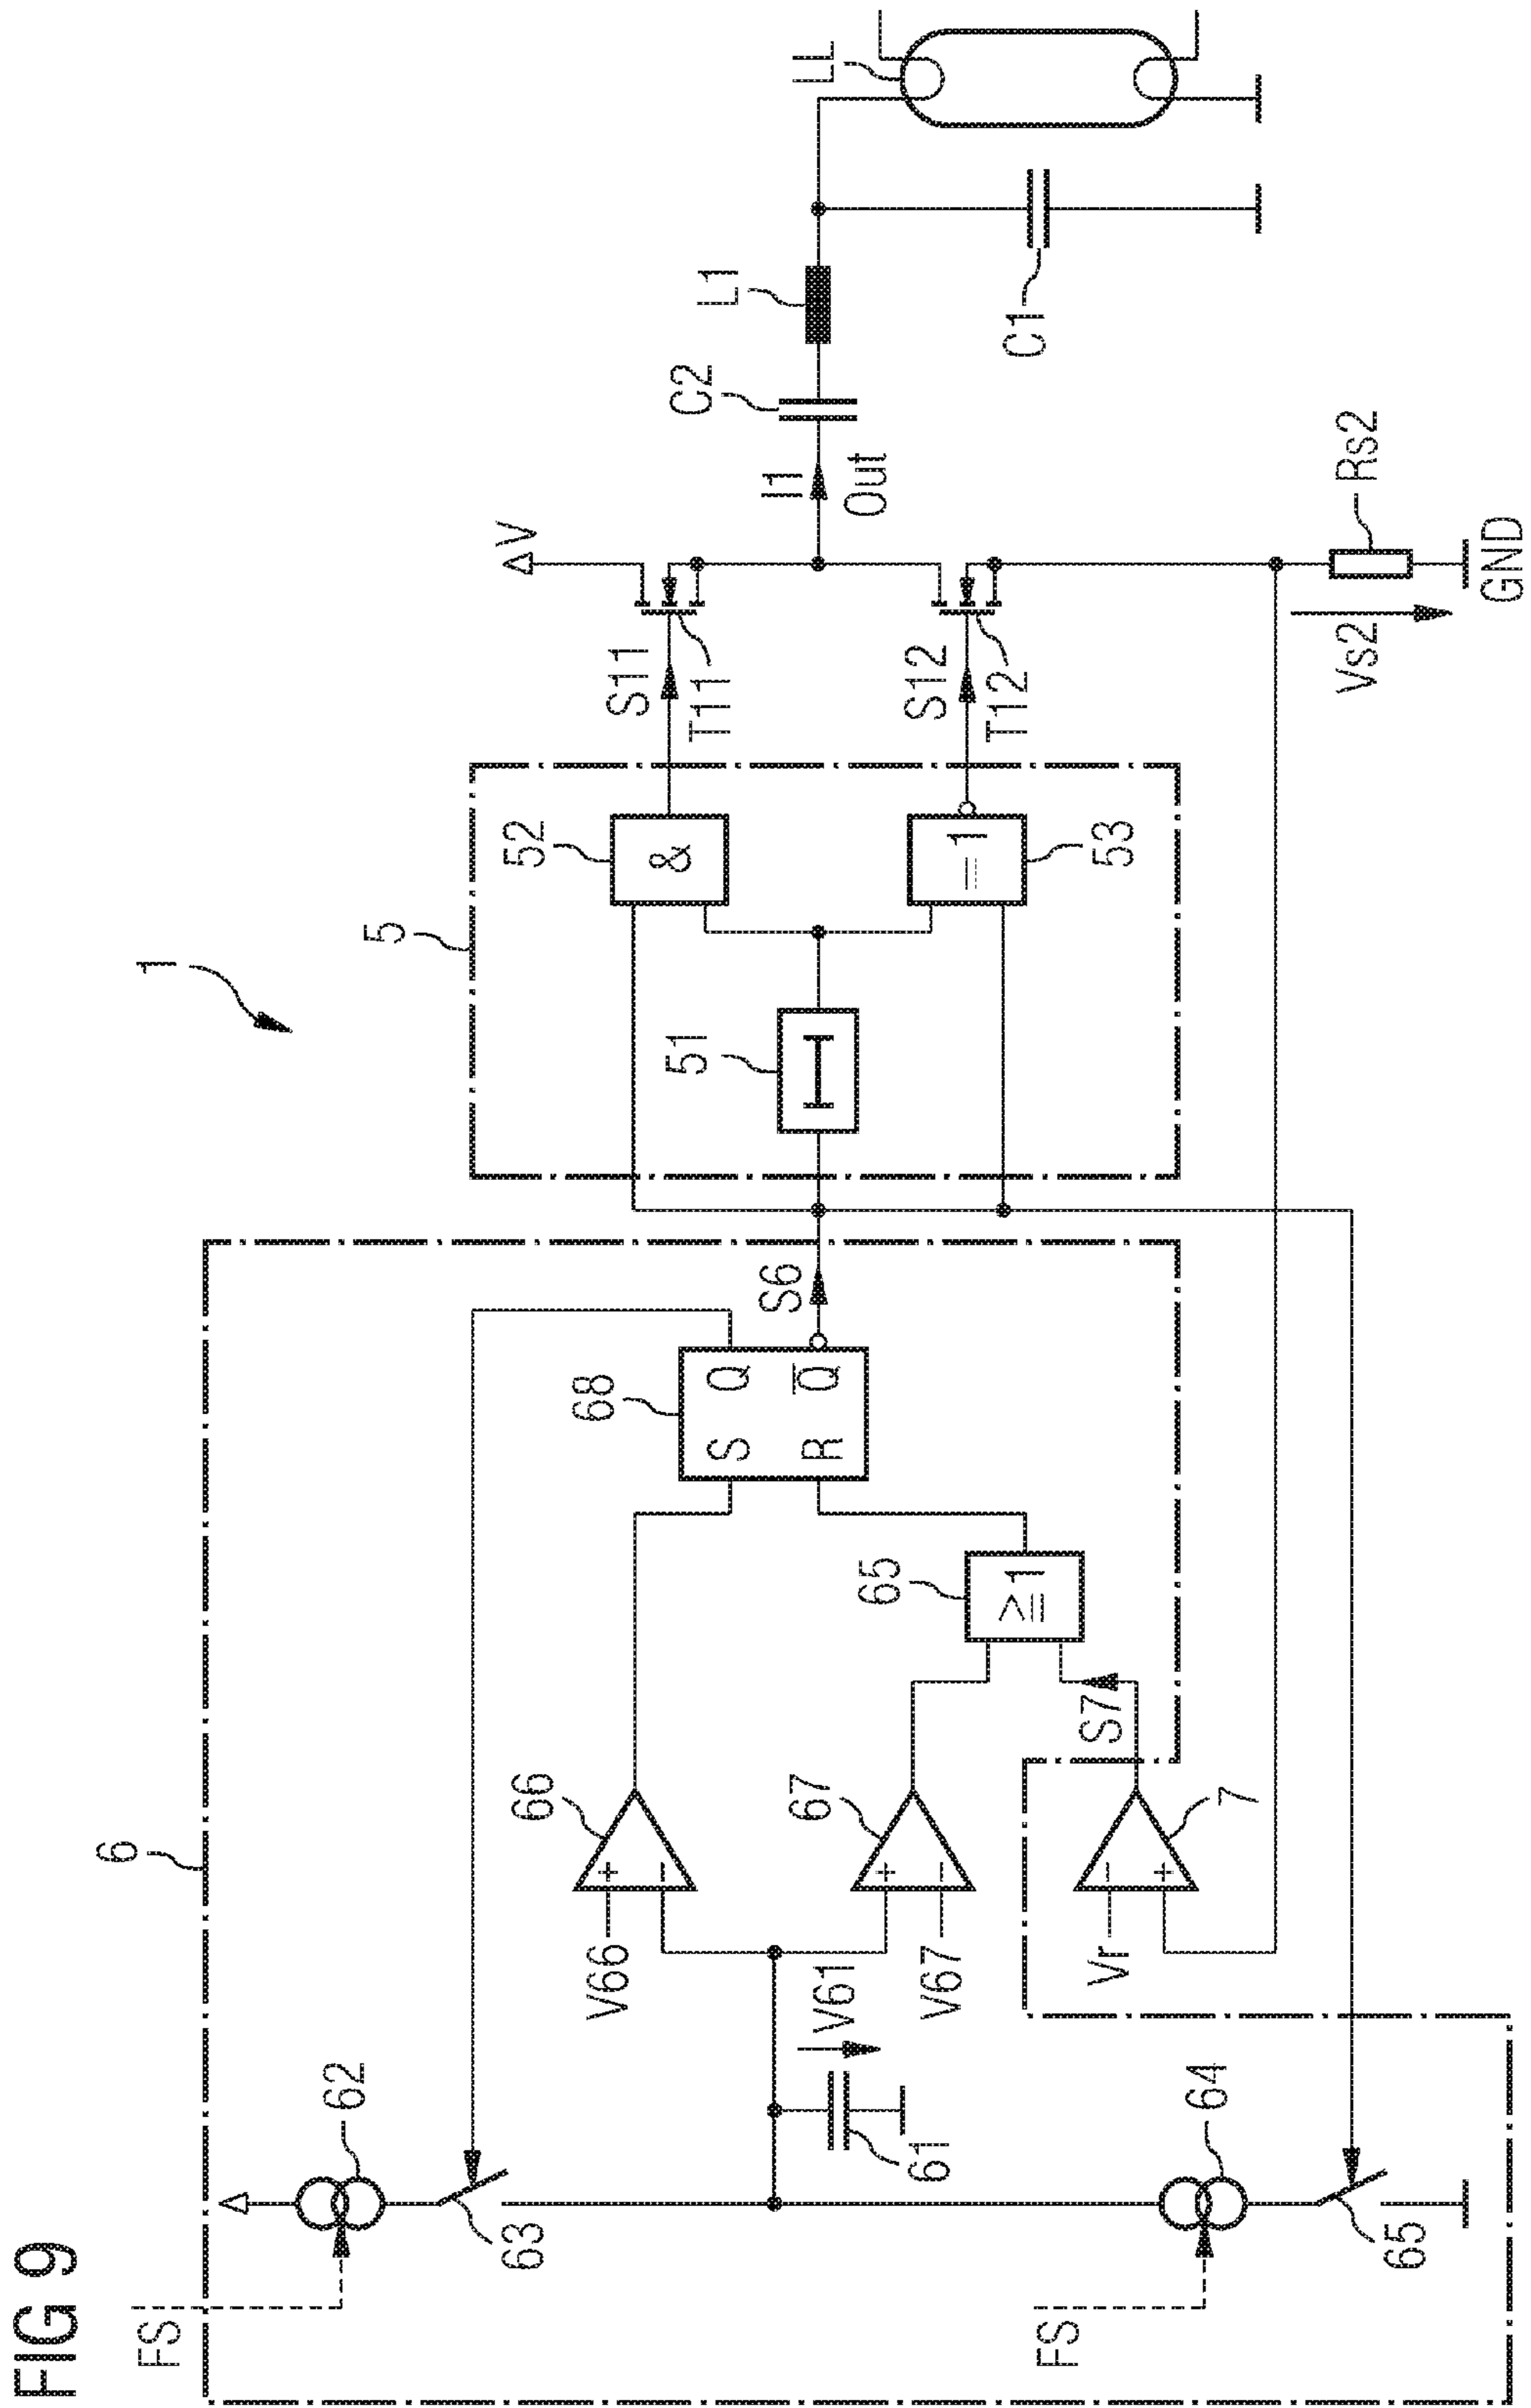 FIG 9
1
6
FS
62
63
V66
66
68
S
Q
R
Q̅
S6
61
V61
V67
67
65
≥1
S7
Vr
7
FS
64
65
5
51
52
&
53
=1
V
S11
T11
S12
T12
I1
Out
C2
L1
C1
LL
Vs2
Rs2
GND
+
−
+
−
−
+